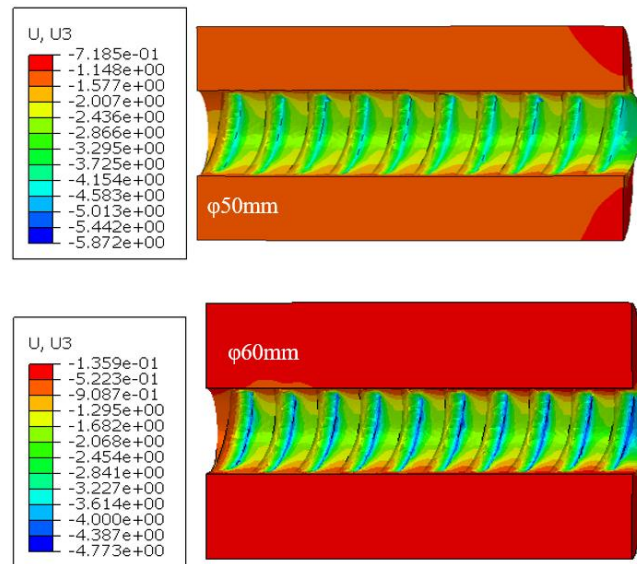 U, U3
-7.185e-01
-1.148e+00
-1.577e+00
-2.007e+00
-2.436e+00
-2.866e+00
-3.295e+00
-3.725e+00
-4.154e+00
-4.583e+00
-5.013e+00
-5.442e+00
-5.872e+00
φ50mm
U, U3
-1.359e-01
-5.223e-01
-9.087e-01
-1.295e+00
-1.682e+00
-2.068e+00
-2.454e+00
-2.841e+00
-3.227e+00
-3.614e+00
-4.000e+00
-4.387e+00
-4.773e+00
φ60mm